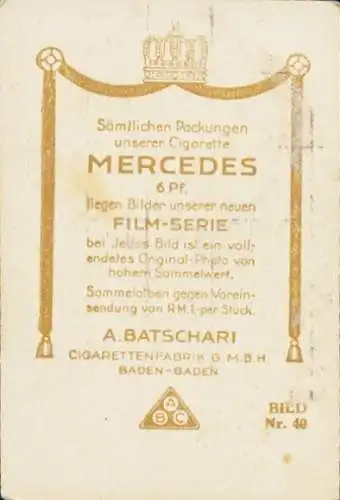 Sämtlichen Packungen
unserer Cigarette
MERCEDES
6 Pf.
liegen Bilder unserer neuen
FILM-SERIE
bei. Jedes Bild ist ein voll-
endetes Original-Photo von
hohem Sammelwert.
Sammelalben gegen Vorein-
sendung von R.M.1.-per Stück.
A. BATSCHARI
CIGARETTENFABRIK G.M.B.H.
BADEN-BADEN
A
B C
BILD
Nr. 40